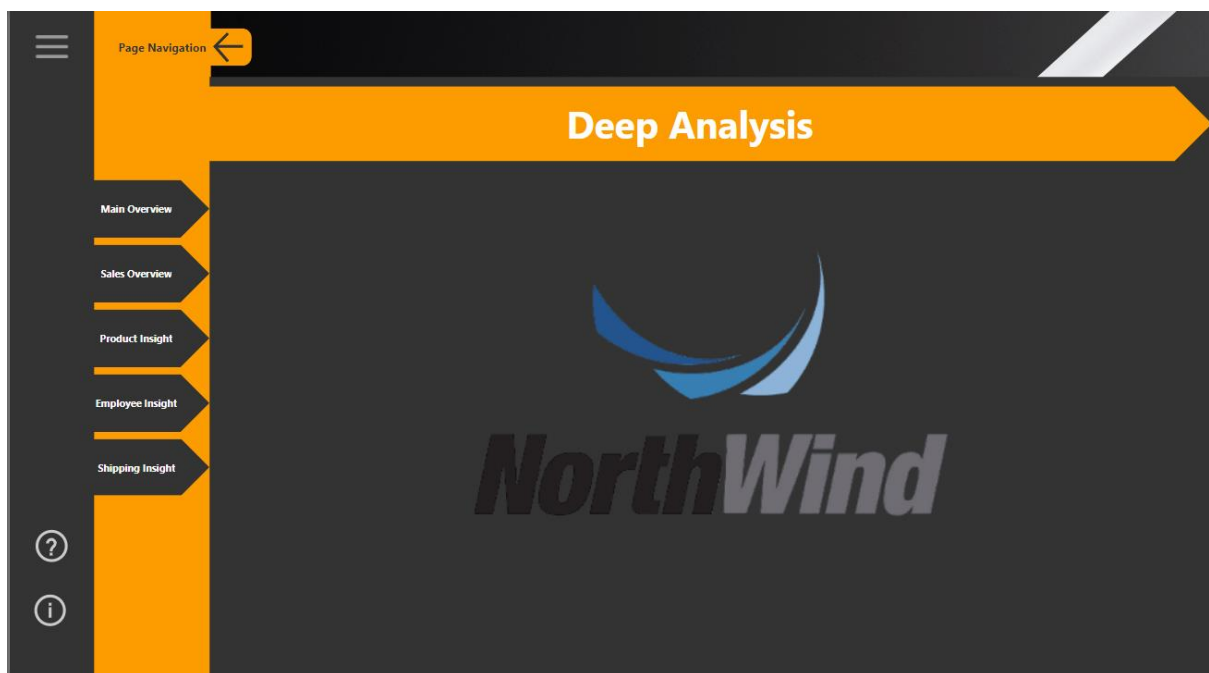 Page Navigation
Deep Analysis
Main Overview
Sales Overview
Product Insight
Employee Insight
Shipping Insight
NorthWind
?
i